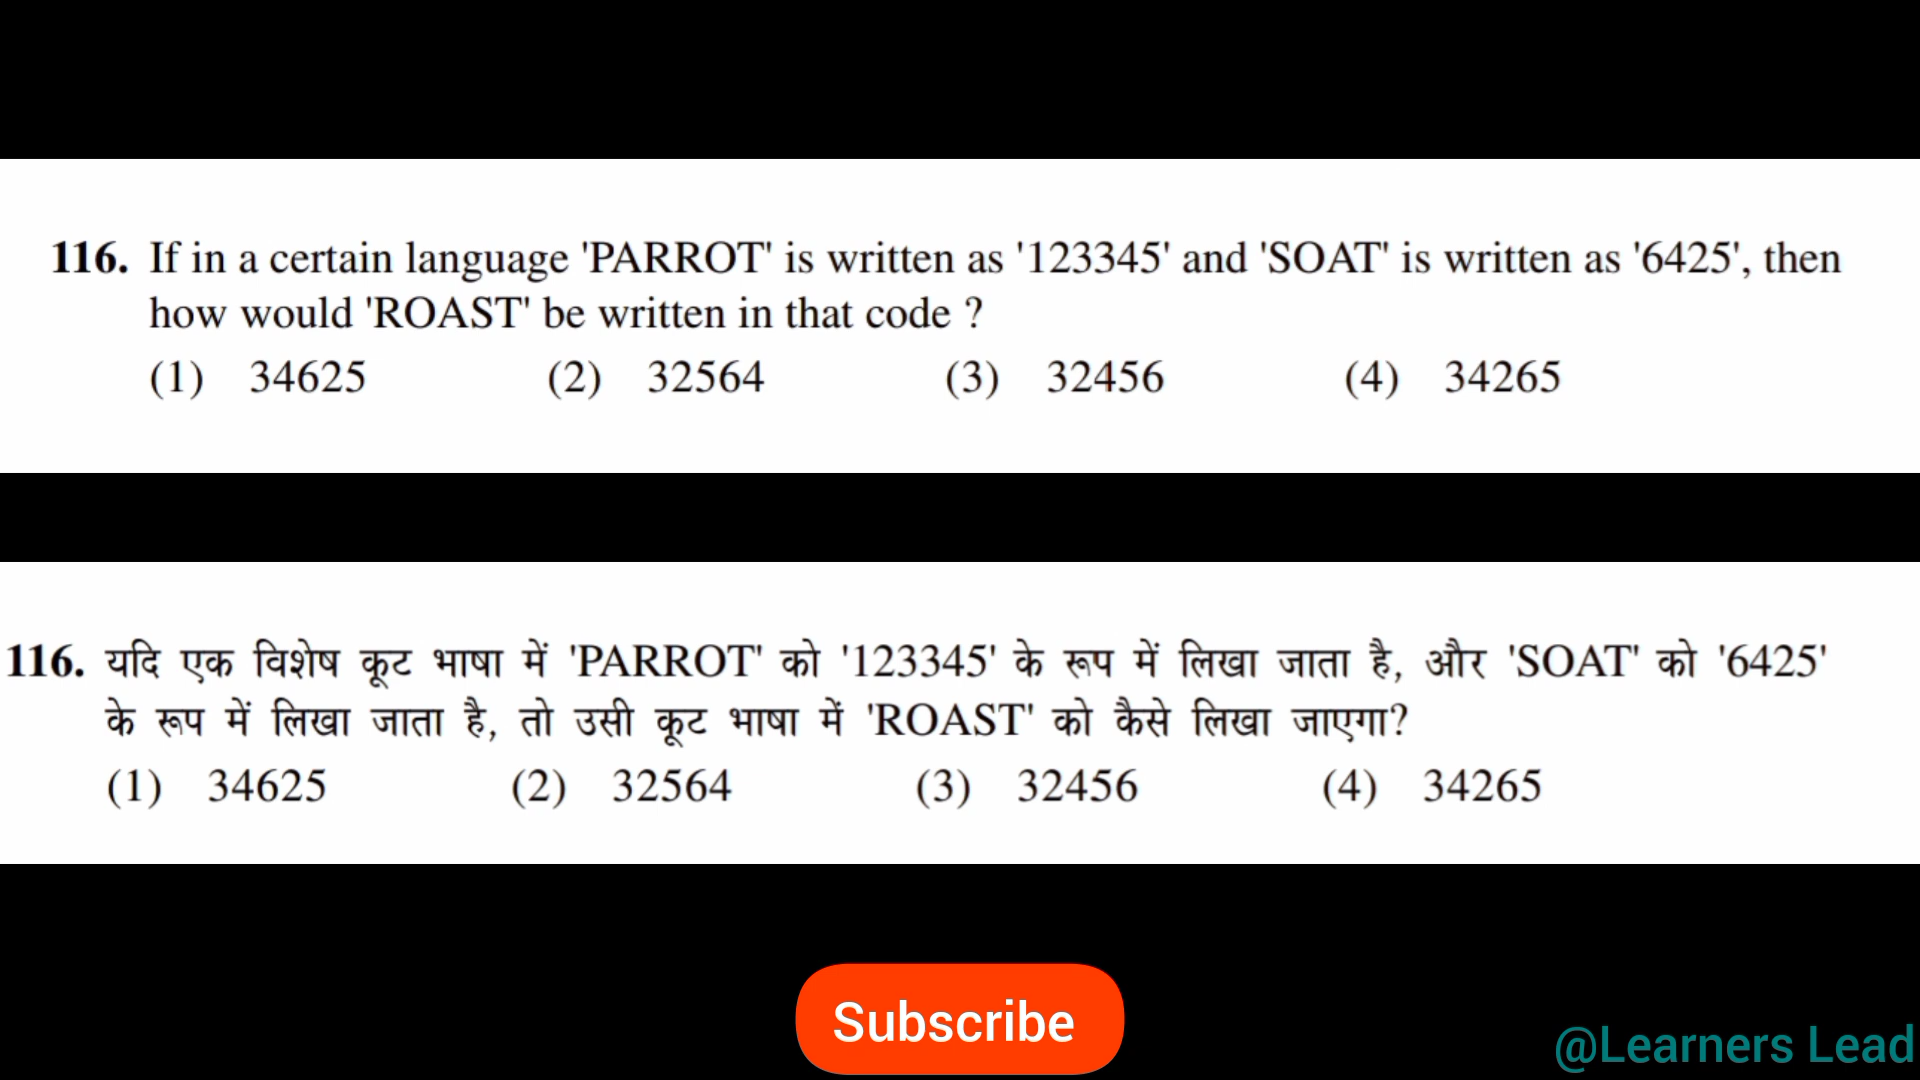 116. If in a certain language 'PARROT' is written as '123345' and 'SOAT' is written as '6425', then
how would 'ROAST' be written in that code ?
(1) 34625 (2) 32564 (3) 32456 (4) 34265
116. यदि एक विशेष कूट भाषा में 'PARROT' को '123345' के रूप में लिखा जाता है, और 'SOAT' को '6425'
के रूप में लिखा जाता है, तो उसी कूट भाषा में 'ROAST' को कैसे लिखा जाएगा?
(1) 34625 (2) 32564 (3) 32456 (4) 34265
Subscribe
@Learners Lead